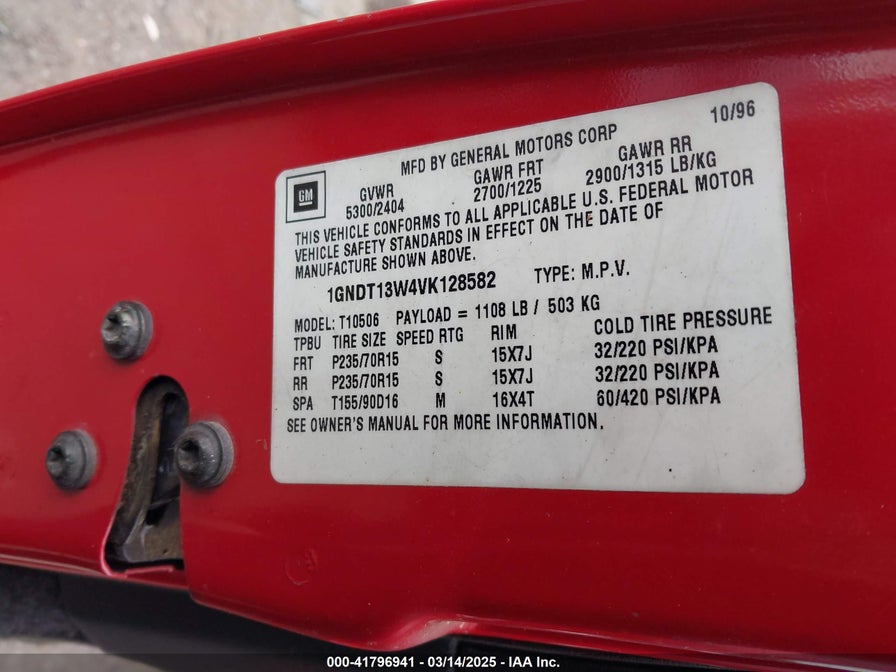 10/96
MFD BY GENERAL MOTORS CORP
GM
GVWR GAWR FRT GAWR RR
5300/2404 2700/1225 2900/1315 LB/KG
THIS VEHICLE CONFORMS TO ALL APPLICABLE U.S. FEDERAL MOTOR
VEHICLE SAFETY STANDARDS IN EFFECT ON THE DATE OF
MANUFACTURE SHOWN ABOVE.
1GNDT13W4VK128582 TYPE: M.P.V.
MODEL: T10506 PAYLOAD = 1108 LB / 503 KG
TPBU TIRE SIZE SPEED RTG RIM COLD TIRE PRESSURE
FRT P235/70R15 S 15X7J 32/220 PSI/KPA
RR P235/70R15 S 15X7J 32/220 PSI/KPA
SPA T155/90D16 M 16X4T 60/420 PSI/KPA
SEE OWNER'S MANUAL FOR MORE INFORMATION.
000-41796941 - 03/14/2025 - IAA Inc.